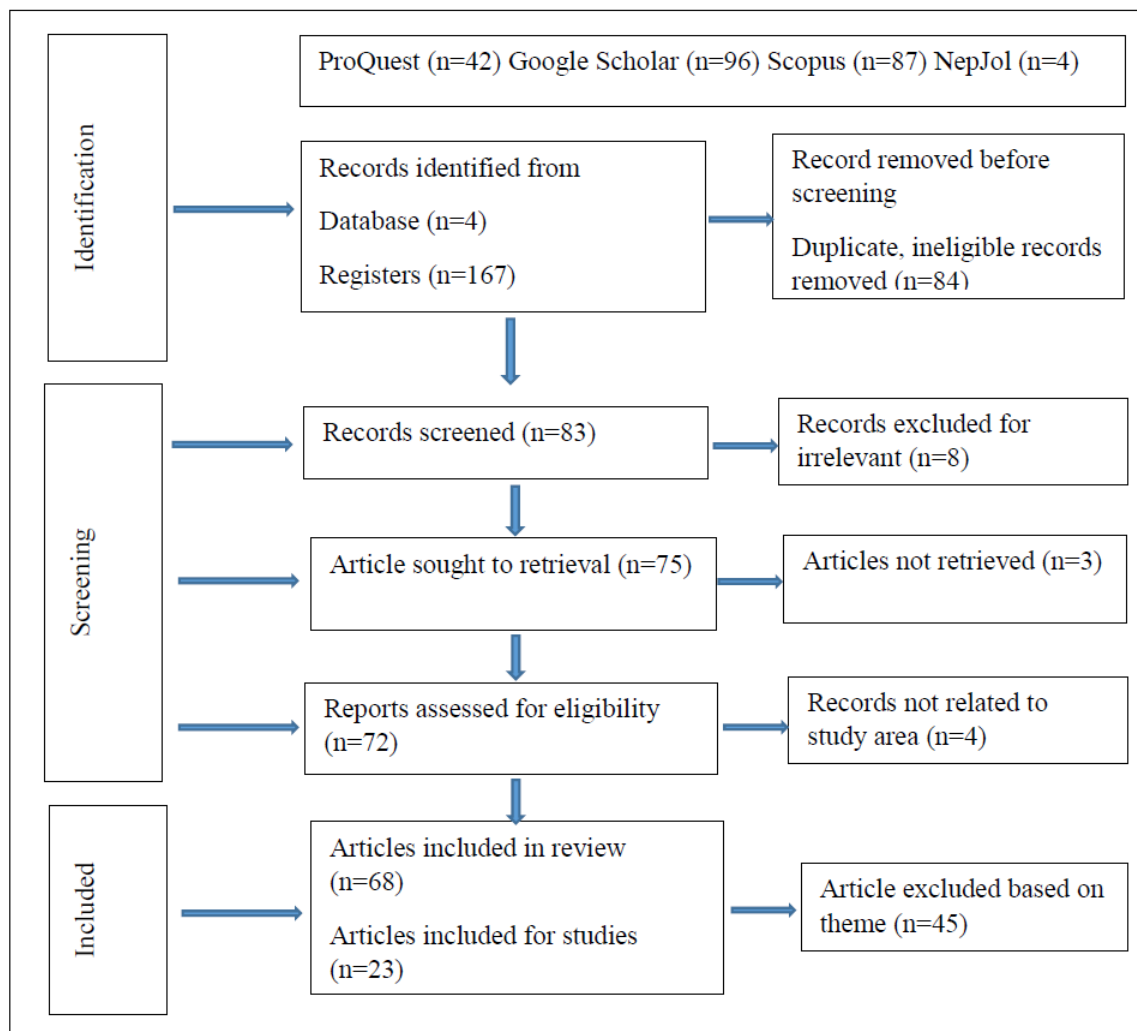 Identification
ProQuest (n=42) Google Scholar (n=96) Scopus (n=87) NepJol (n=4)
Records identified from
Database (n=4)
Registers (n=167)
Record removed before
screening
Duplicate, ineligible records
removed (n=84)
Screening
Records screened (n=83)
Records excluded for
irrelevant (n=8)
Article sought to retrieval (n=75)
Articles not retrieved (n=3)
Reports assessed for eligibility
(n=72)
Records not related to
study area (n=4)
Included
Articles included in review
(n=68)
Articles included for studies
(n=23)
Article excluded based on
theme (n=45)